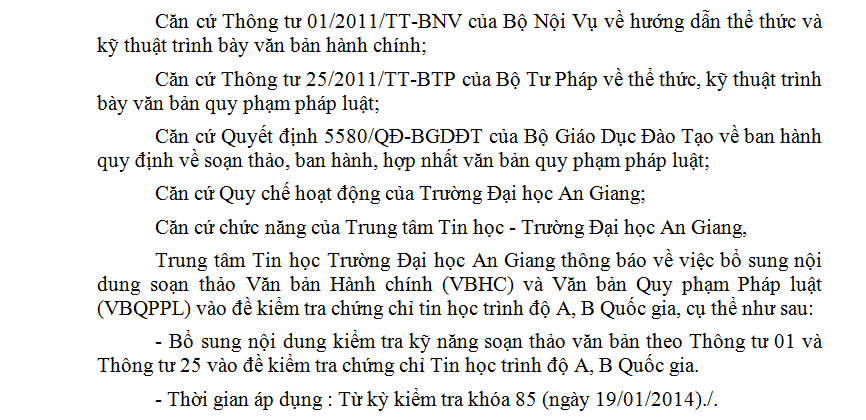 Căn cứ Thông tư 01/2011/TT-BNV của Bộ Nội Vụ về hướng dẫn thể thức và
kỹ thuật trình bày văn bản hành chính;
Căn cứ Thông tư 25/2011/TT-BTP của Bộ Tư Pháp về thể thức, kỹ thuật trình
bày văn bản quy phạm pháp luật;
Căn cứ Quyết định 5580/QĐ-BGDĐT của Bộ Giáo Dục Đào Tạo về ban hành
quy định về soạn thảo, ban hành, hợp nhất văn bản quy phạm pháp luật;
Căn cứ Quy chế hoạt động của Trường Đại học An Giang;
Căn cứ chức năng của Trung tâm Tin học - Trường Đại học An Giang,
Trung tâm Tin học Trường Đại học An Giang thông báo về việc bổ sung nội
dung soạn thảo Văn bản Hành chính (VBHC) và Văn bản Quy phạm Pháp luật
(VBQPPL) vào đề kiểm tra chứng chỉ tin học trình độ A, B Quốc gia, cụ thể như sau:
- Bổ sung nội dung kiểm tra kỹ năng soạn thảo văn bản theo Thông tư 01 và
Thông tư 25 vào đề kiểm tra chứng chỉ Tin học trình độ A, B Quốc gia.
- Thời gian áp dụng : Từ kỳ kiểm tra khóa 85 (ngày 19/01/2014)./.